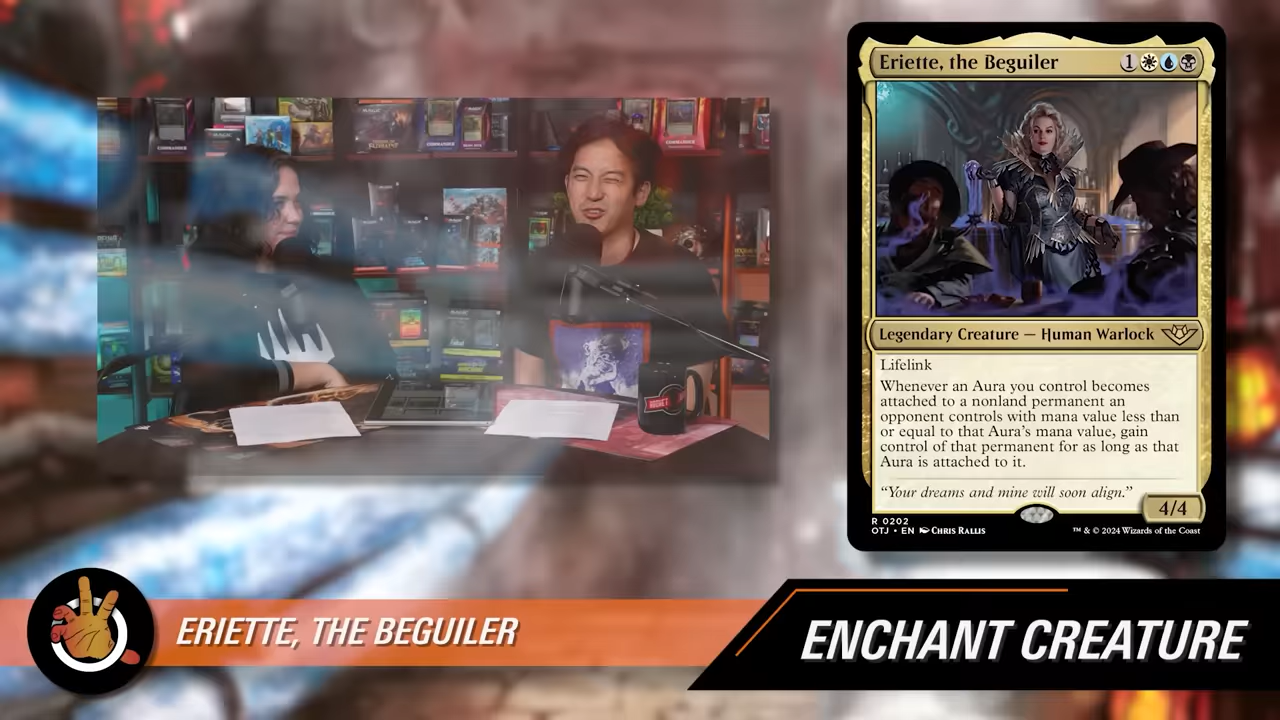 Eriette, the Beguiler 1
Legendary Creature — Human Warlock
Lifelink
Whenever an Aura you control becomes
attached to a nonland permanent an
opponent controls with mana value less than
or equal to that Aura's mana value, gain
control of that permanent for as long as that
Aura is attached to it.
“Your dreams and mine will soon align.”
4/4
R 0202
OTJ • EN Chris Rallis
™ & © 2024 Wizards of the Coast
ERIETTE, THE BEGUILER
ENCHANT CREATURE